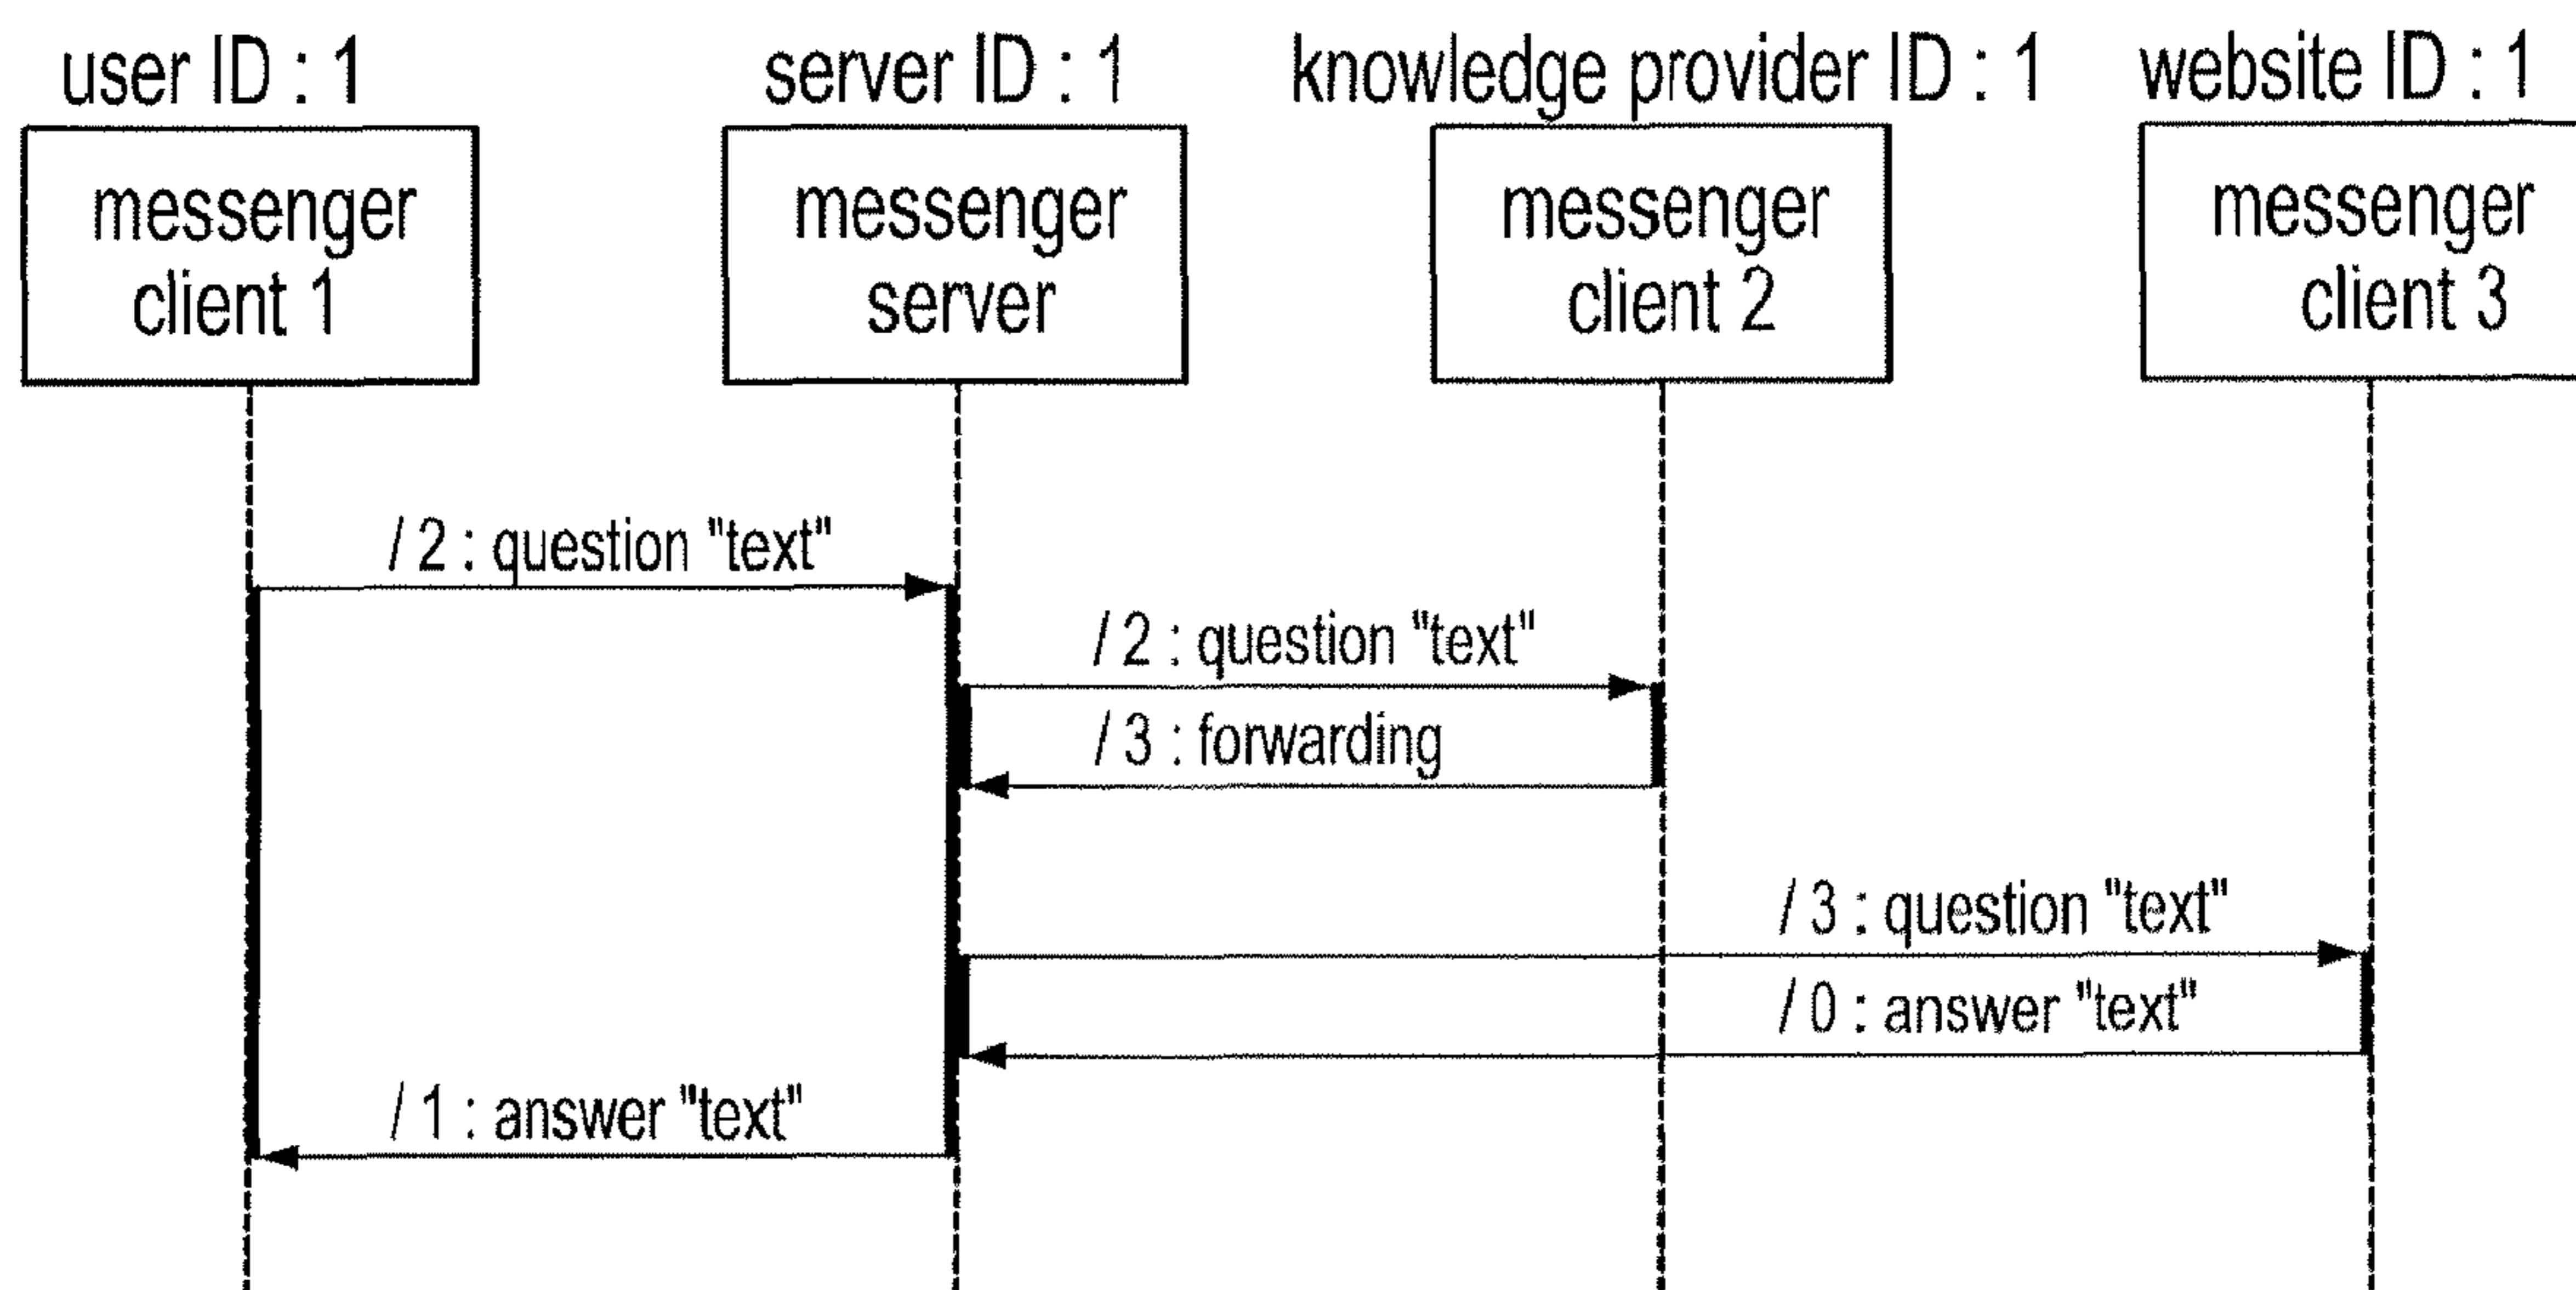 user ID : 1
server ID : 1
knowledge provider ID : 1
website ID : 1
messenger
client 1
messenger
server
messenger
client 2
messenger
client 3
/ 2 : question "text"
/ 2 : question "text"
/ 3 : forwarding
/ 3 : question "text"
/ 0 : answer "text"
/ 1 : answer "text"